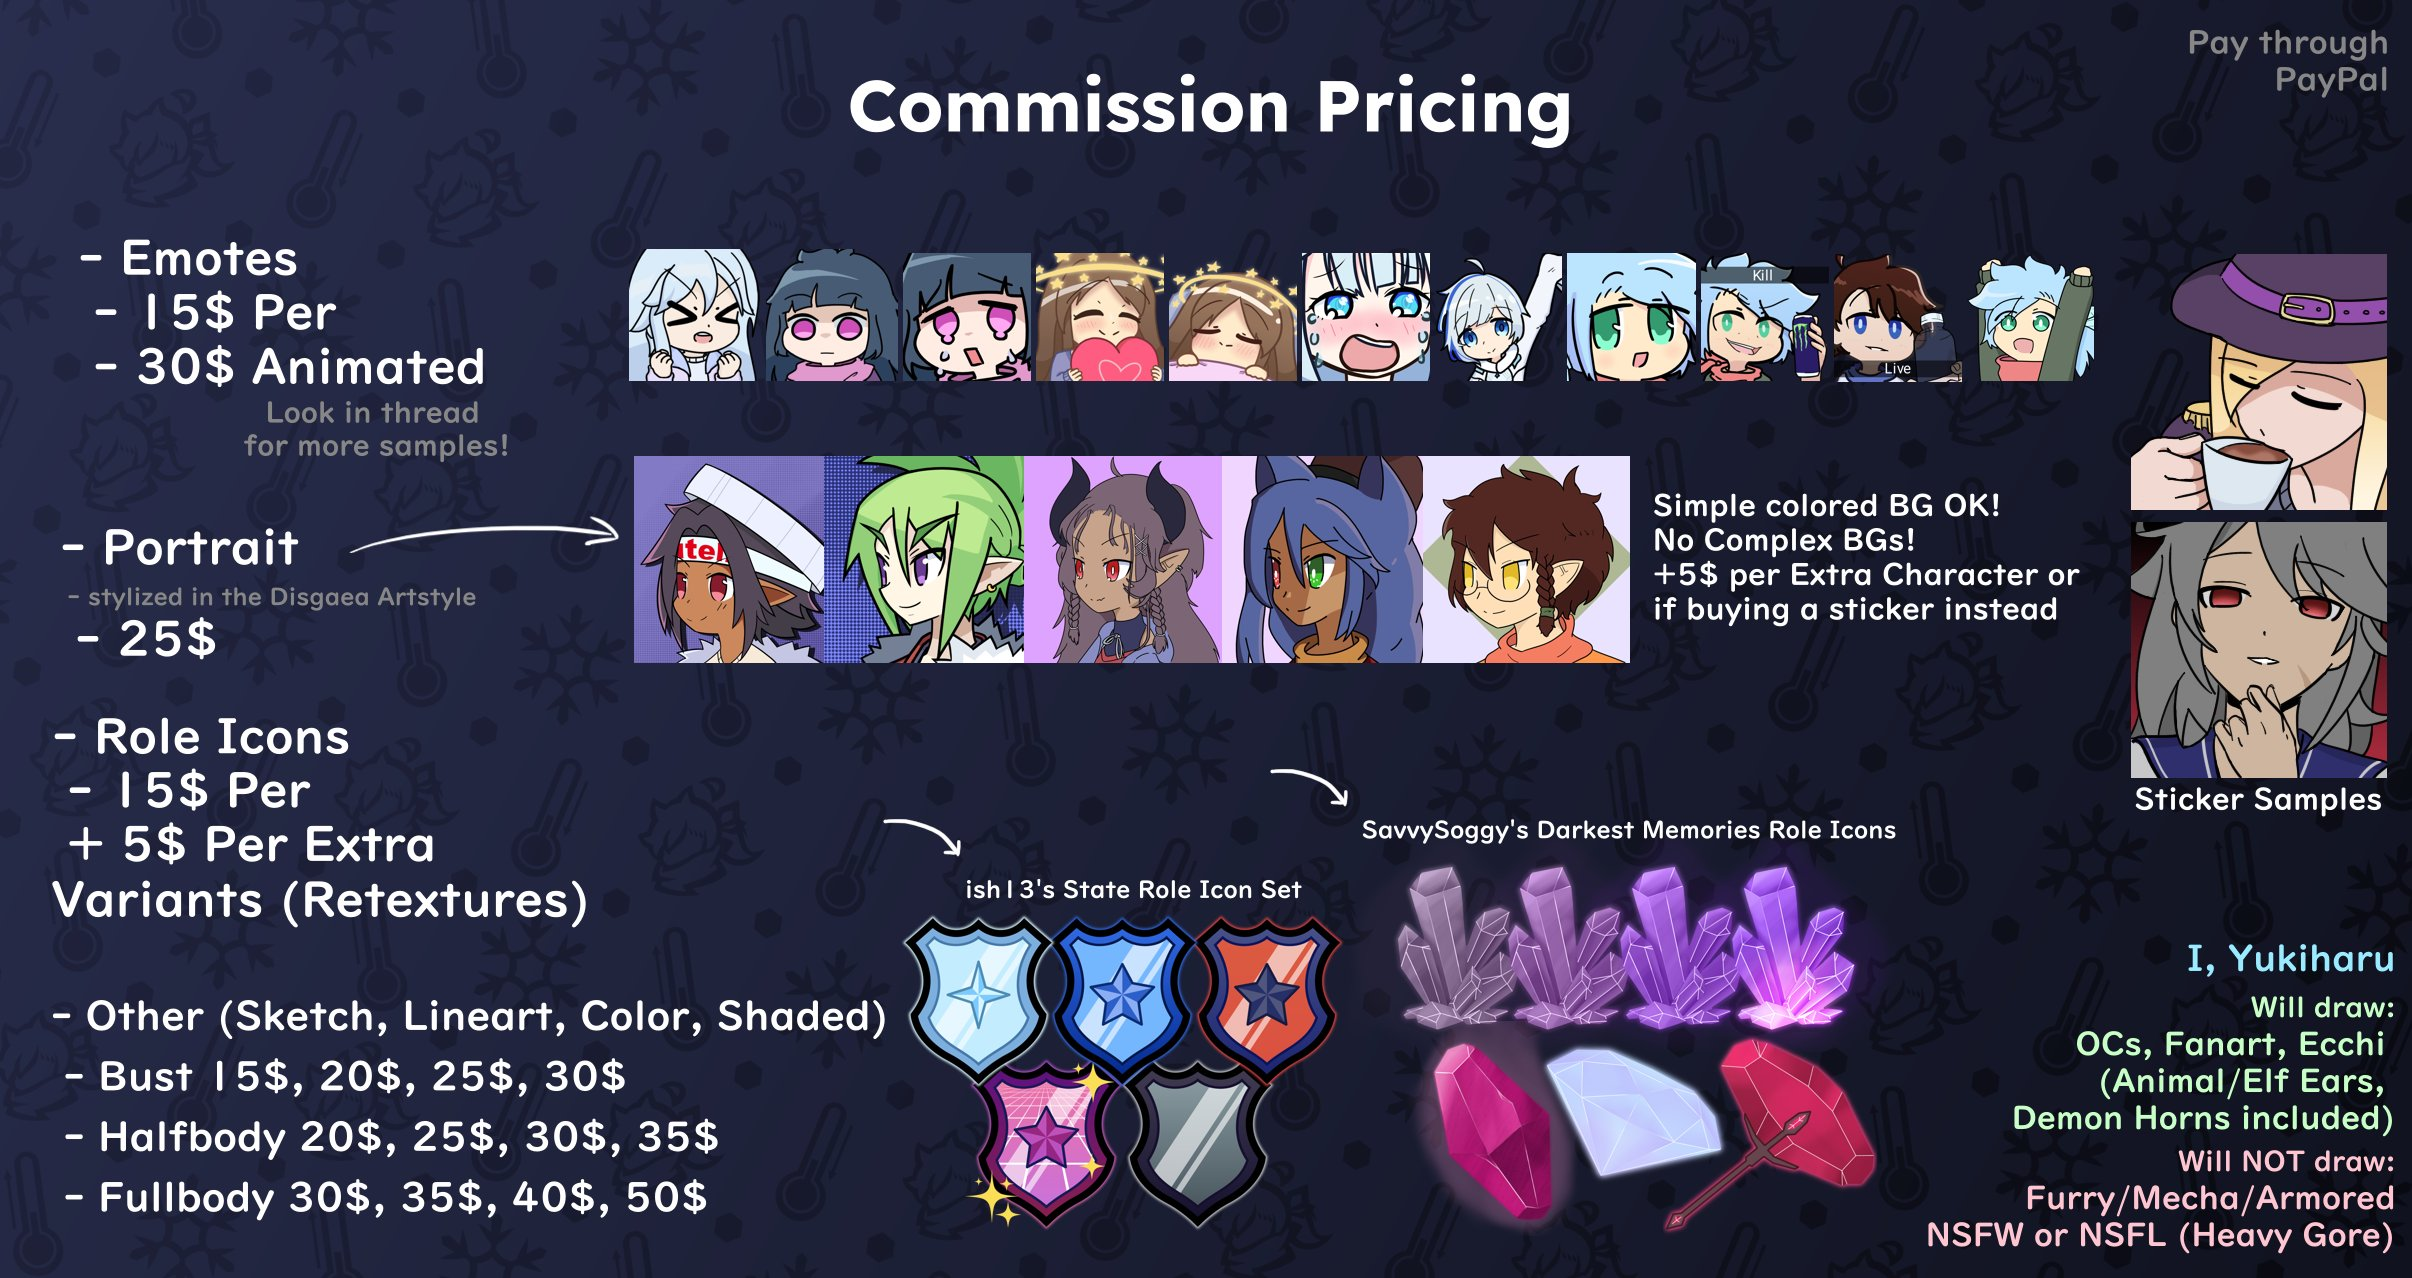 Pay through
PayPal
Commission Pricing
- Emotes
- 15$ Per
- 30$ Animated
Look in thread
for more samples!
Kill
Live
- Portrait
- stylized in the Disgaea Artstyle
- 25$
Simple colored BG OK!
No Complex BGs!
+5$ per Extra Character or
if buying a sticker instead
Sticker Samples
- Role Icons
- 15$ Per
+ 5$ Per Extra
Variants (Retextures)
ish13's State Role Icon Set
SavvySoggy's Darkest Memories Role Icons
- Other (Sketch, Lineart, Color, Shaded)
- Bust 15$, 20$, 25$, 30$
- Halfbody 20$, 25$, 30$, 35$
- Fullbody 30$, 35$, 40$, 50$
I, Yukiharu
Will draw:
OCs, Fanart, Ecchi
(Animal/Elf Ears,
Demon Horns included)
Will NOT draw:
Furry/Mecha/Armored
NSFW or NSFL (Heavy Gore)